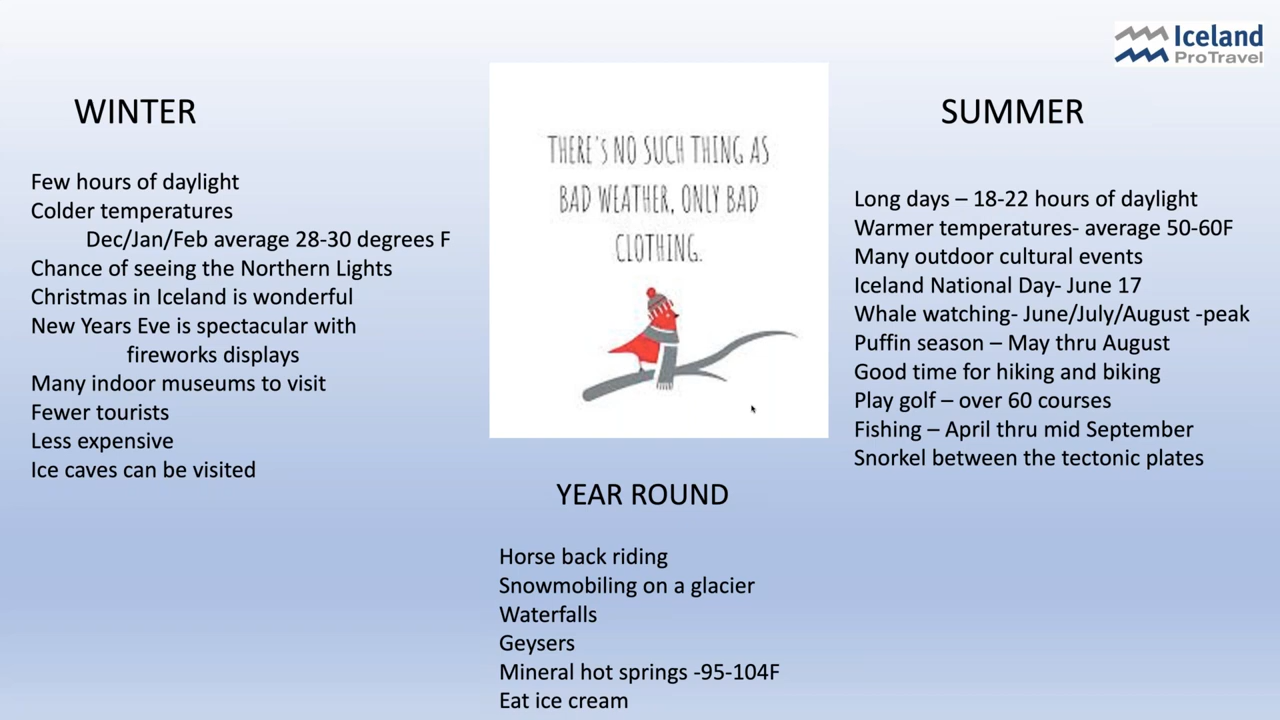 Iceland
ProTravel
WINTER
Few hours of daylight
Colder temperatures
Dec/Jan/Feb average 28-30 degrees F
Chance of seeing the Northern Lights
Christmas in Iceland is wonderful
New Years Eve is spectacular with
fireworks displays
Many indoor museums to visit
Fewer tourists
Less expensive
Ice caves can be visited
THERE'S NO SUCH THING AS
BAD WEATHER, ONLY BAD
CLOTHING.
SUMMER
Long days – 18-22 hours of daylight
Warmer temperatures- average 50-60F
Many outdoor cultural events
Iceland National Day- June 17
Whale watching- June/July/August -peak
Puffin season – May thru August
Good time for hiking and biking
Play golf – over 60 courses
Fishing – April thru mid September
Snorkel between the tectonic plates
YEAR ROUND
Horse back riding
Snowmobiling on a glacier
Waterfalls
Geysers
Mineral hot springs -95-104F
Eat ice cream